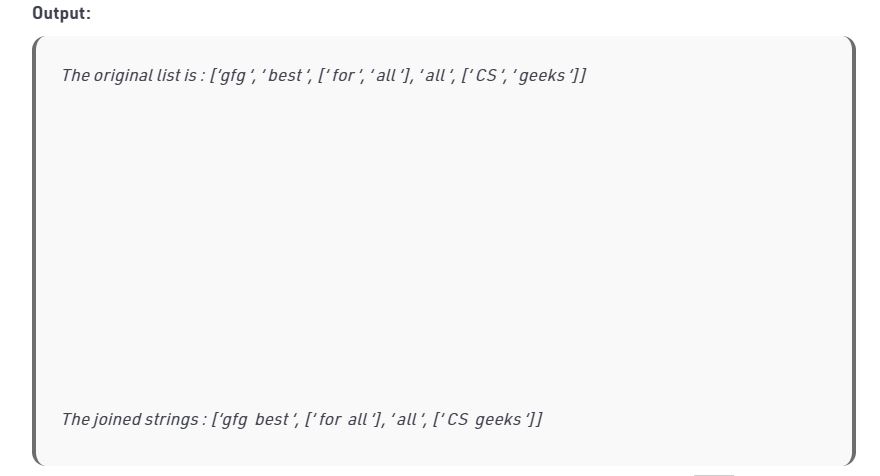 Output:
The original list is : [‘gfg ‘, ‘ best ‘, [‘ for ‘, ‘ all ‘], ‘ all ‘, [‘ CS ‘, ‘ geeks ‘]]
The joined strings : [‘gfg  best ‘, [‘ for  all ‘], ‘ all ‘, [‘ CS  geeks ‘]]